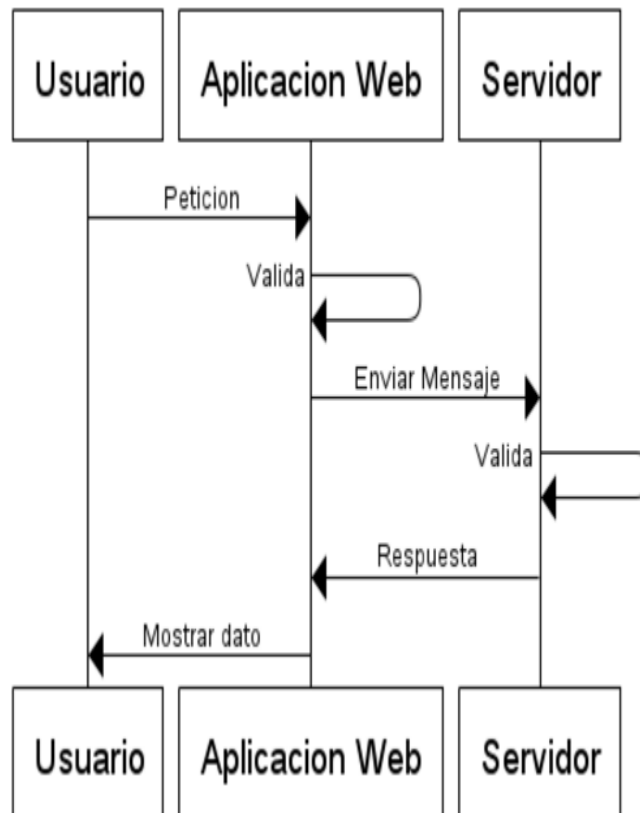 Usuario
Aplicacion Web
Servidor
Peticion
Valida
Enviar Mensaje
Valida
Respuesta
Mostrar dato
Usuario
Aplicacion Web
Servidor